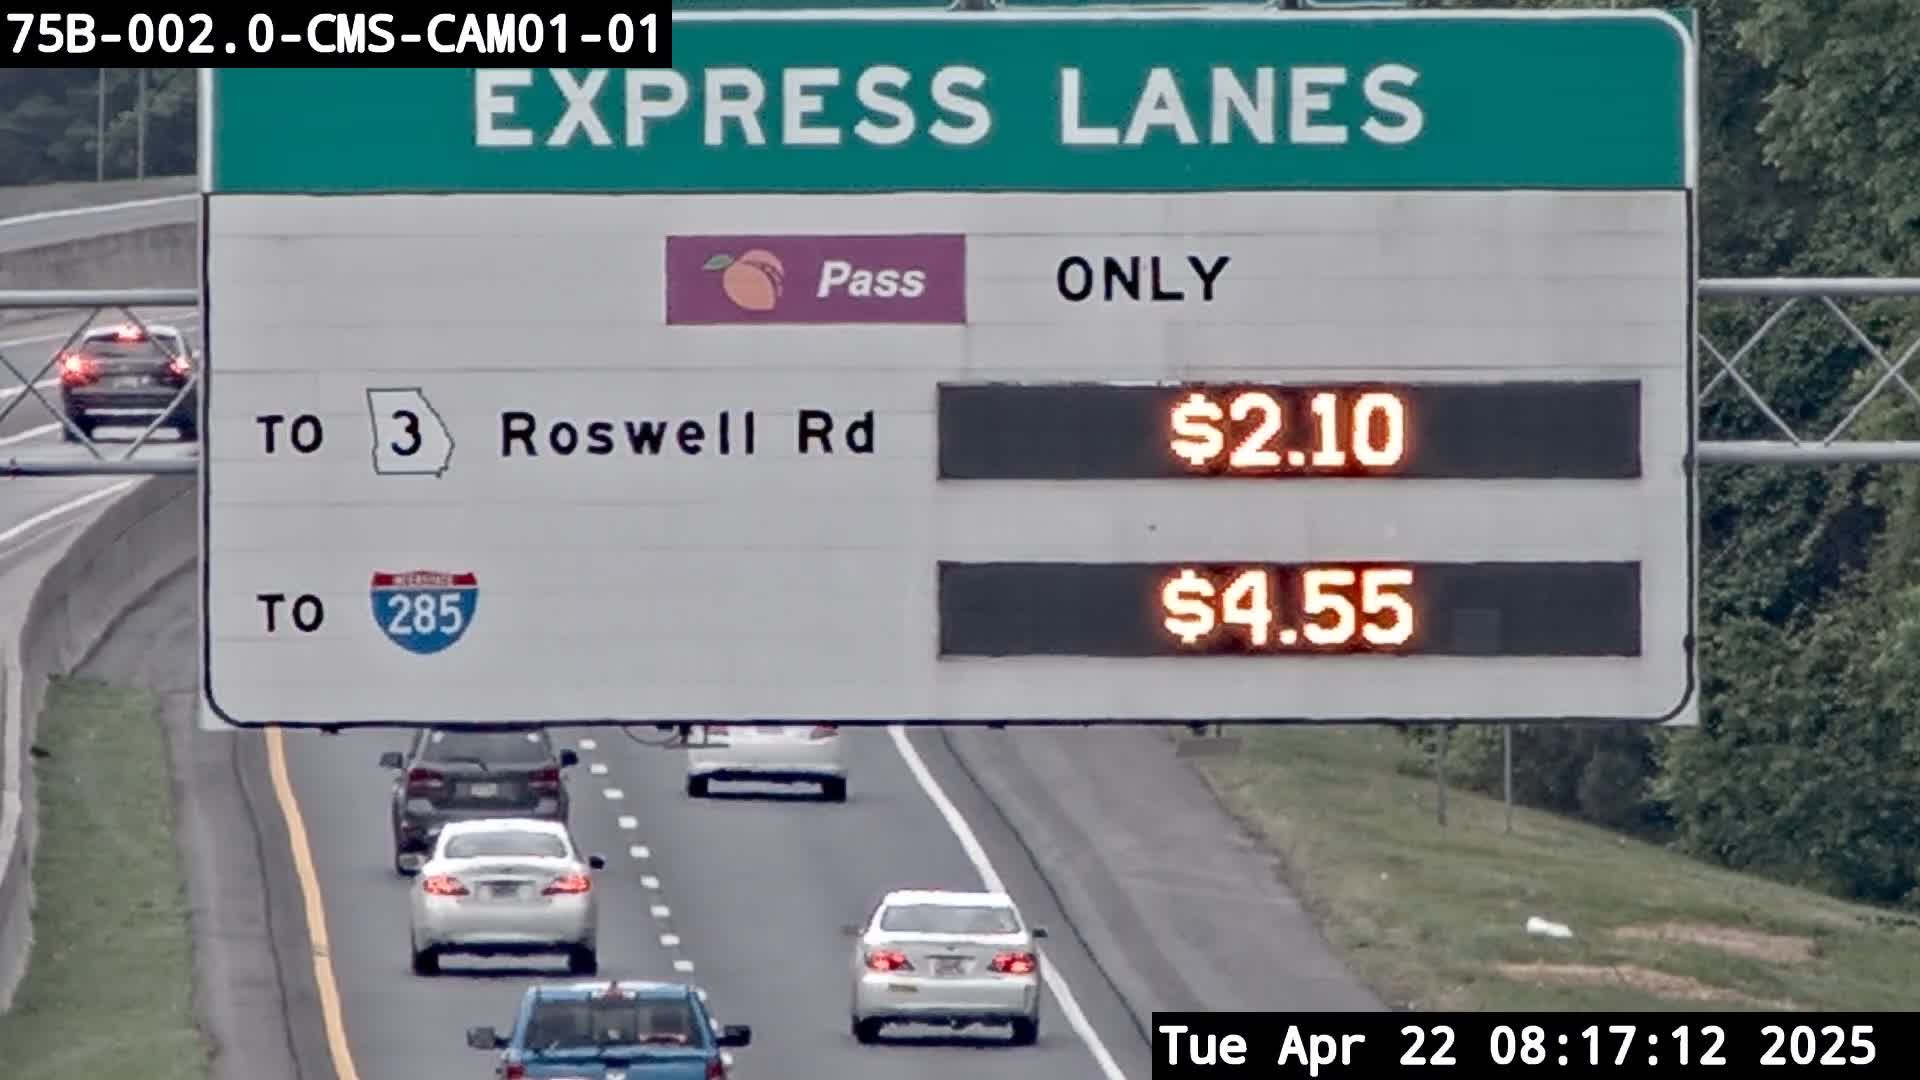 75B-002.0-CMS-CAM01-01
EXPRESS LANES
Pass ONLY
TO 3 Roswell Rd $2.10
INTERSTATE
TO 285 $4.55
Tue Apr 22 08:17:12 2025